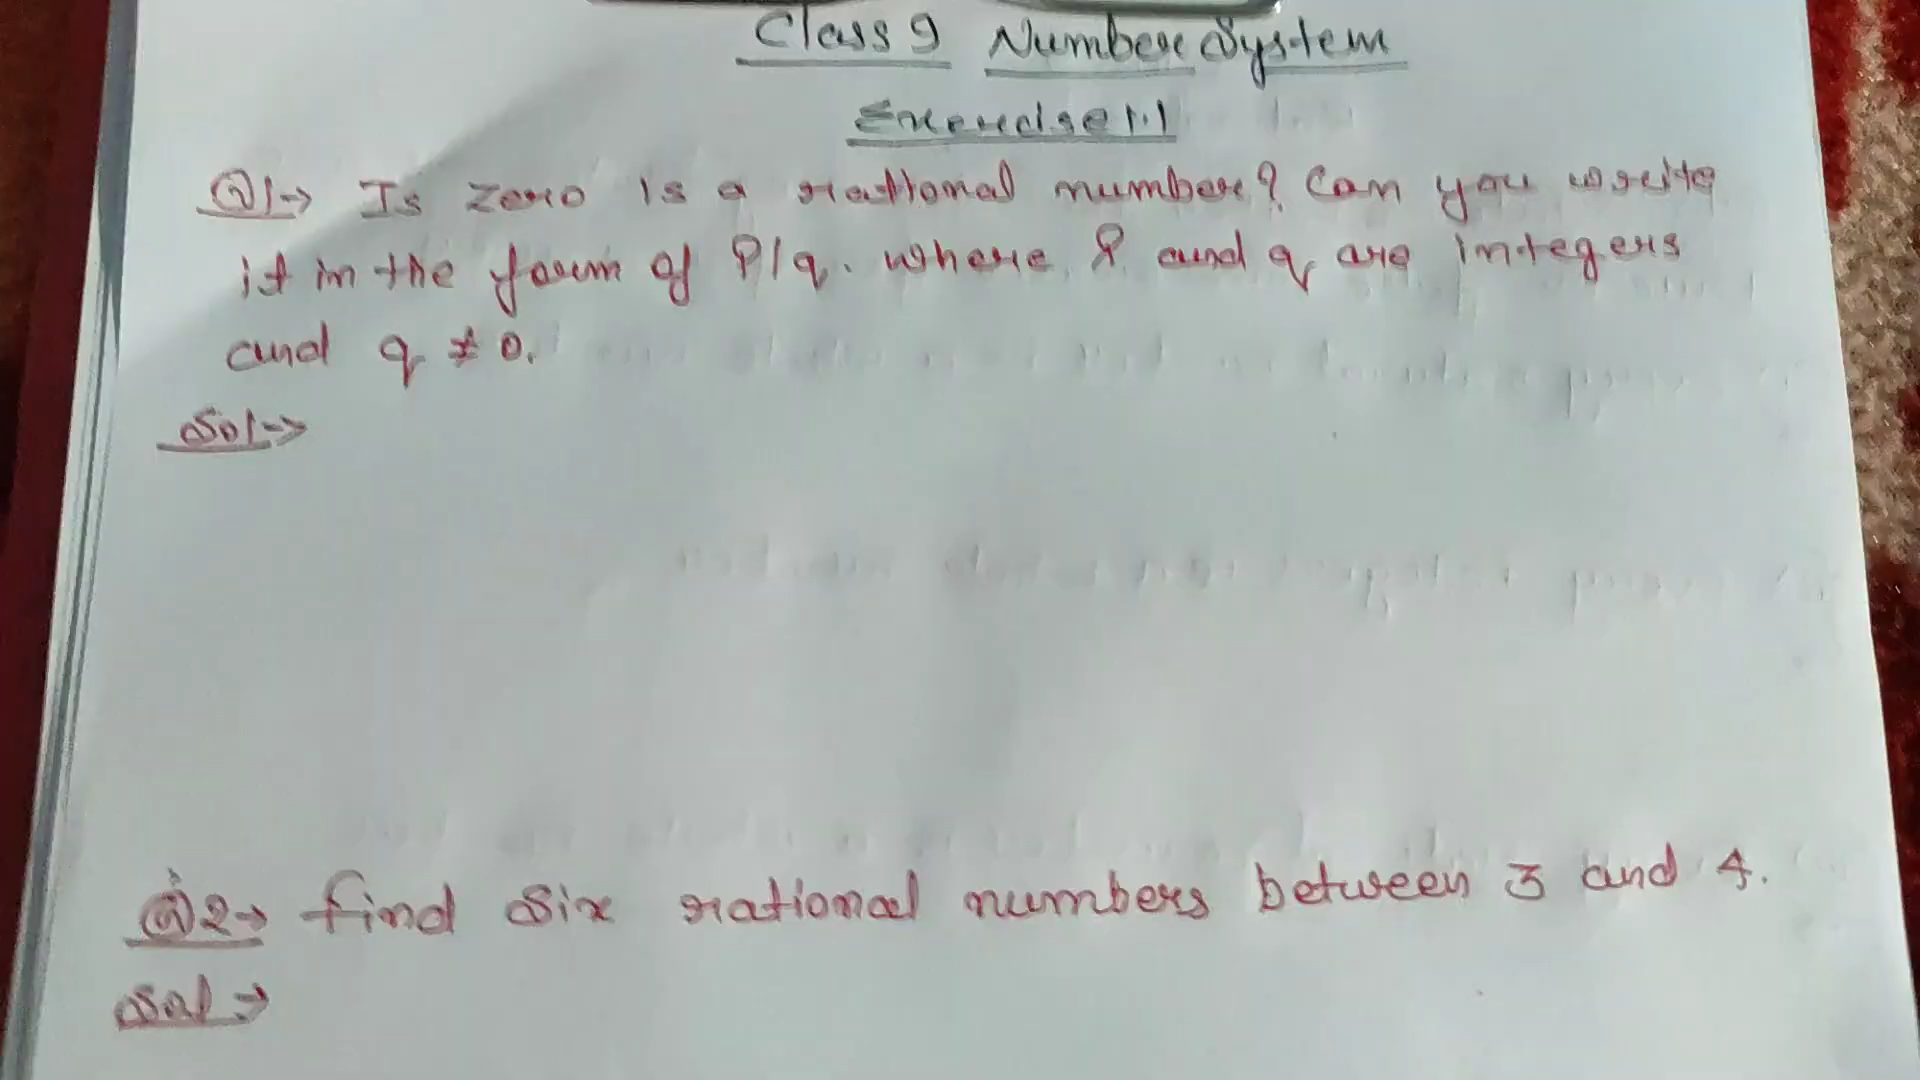 Class 9 Number System
Exercise 1.1
Q1→ Is zero is a rational number? Can you write
it in the form of P/q. where P and q are integers
and q ≠ 0.
Sol→
Q2→ find six rational numbers between 3 and 4.
Sol→